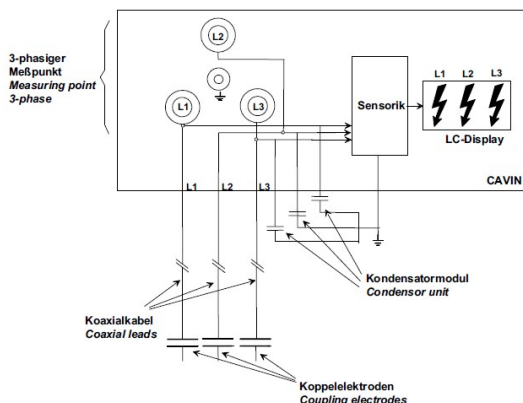 3-phasiger
Meßpunkt
Measuring point
3-phase
L2
L1
L3
Sensorik
L1 L2 L3
LC-Display
CAVIN
L1 L2 L3
Kondensatormodul
Condensor unit
Koaxialkabel
Coaxial leads
Koppelelektroden
Coupling electrodes